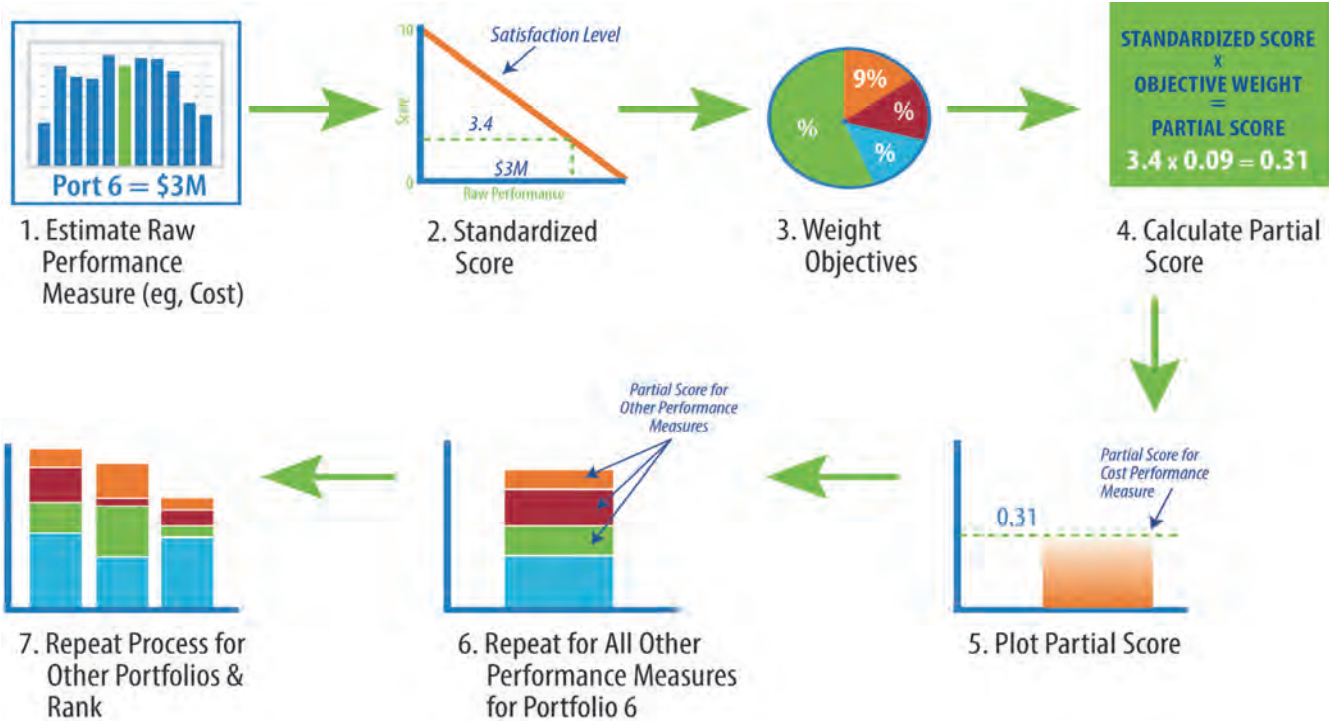 Port 6 = $3M
1. Estimate Raw
Performance
Measure (eg, Cost)
10
Satisfaction Level
Score
3.4
$3M
0
Raw Performance
2. Standardized
Score
9%
%
%
%
3. Weight
Objectives
STANDARDIZED SCORE
x
OBJECTIVE WEIGHT
=
PARTIAL SCORE
3.4 x 0.09 = 0.31
4. Calculate Partial
Score
Partial Score for
Cost Performance
Measure
0.31
5. Plot Partial Score
Partial Score for
Other Performance
Measures
6. Repeat for All Other
Performance Measures
for Portfolio 6
7. Repeat Process for
Other Portfolios &
Rank